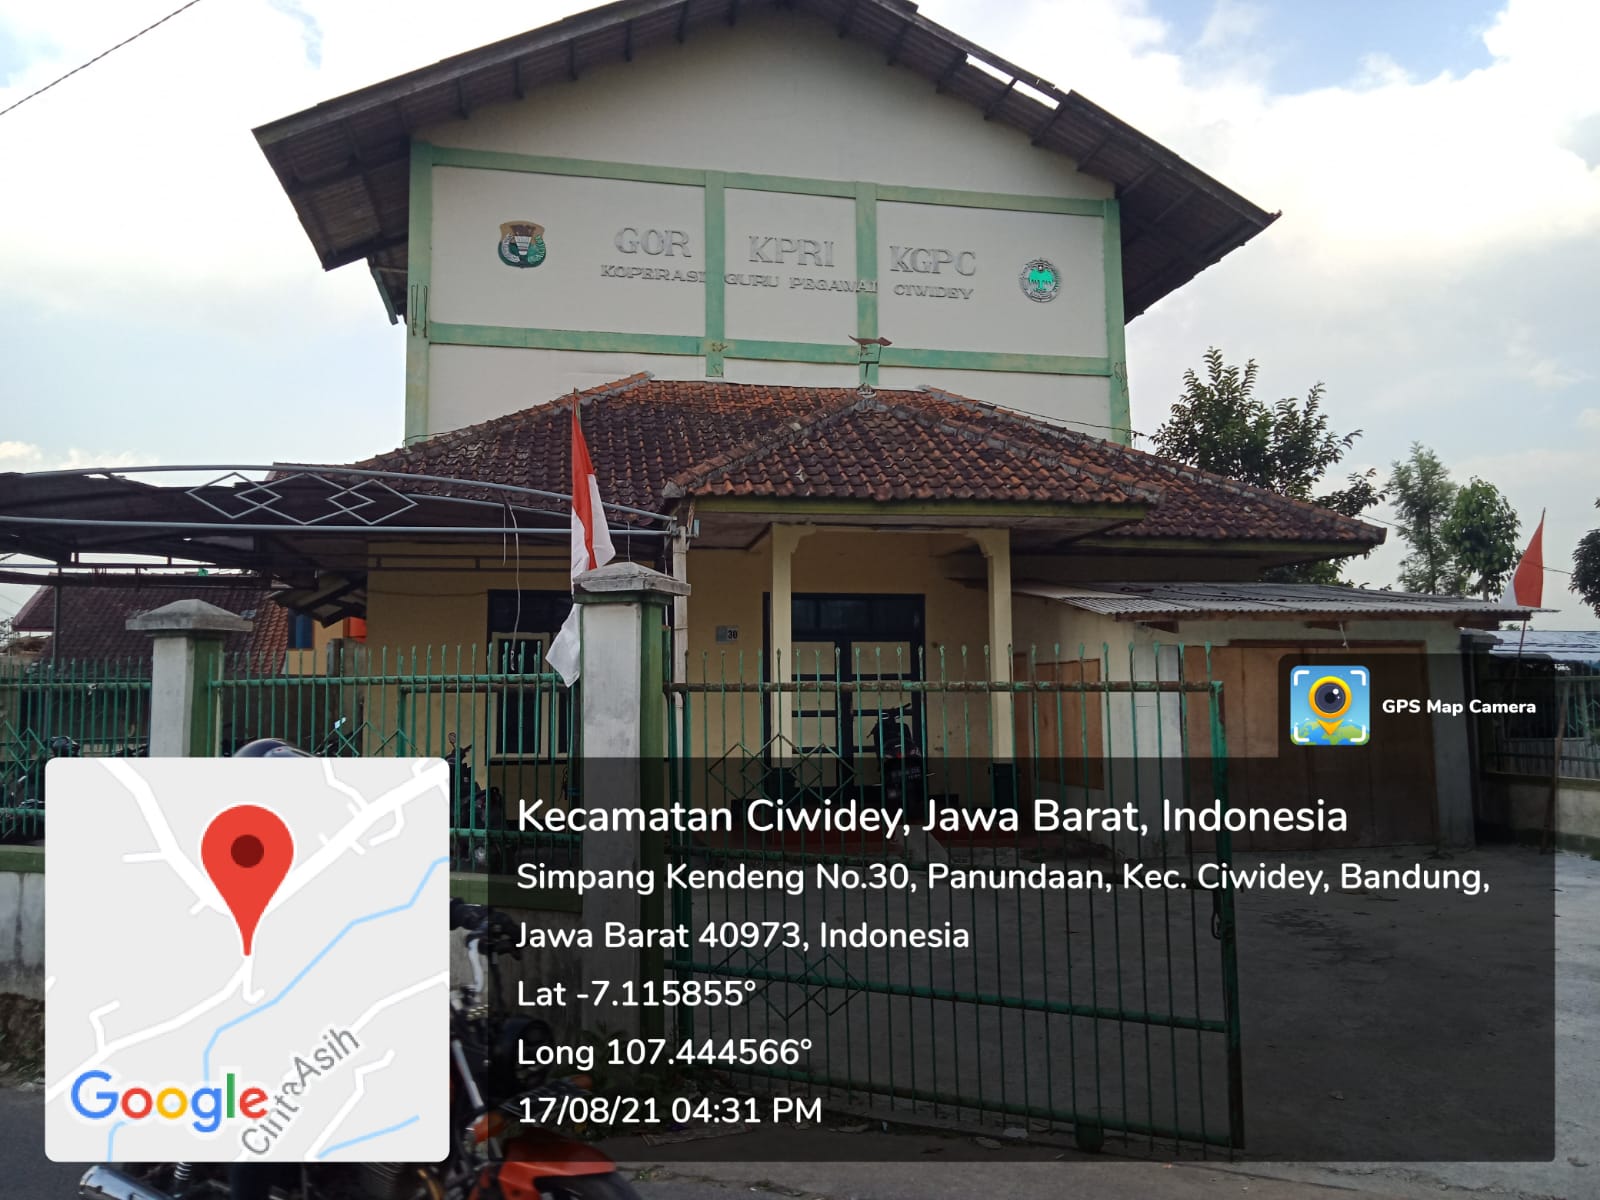 GOR KPRI KGPC
KOPERASI GURU PEGAWAI CIWIDEY
30
GPS Map Camera
Kecamatan Ciwidey, Jawa Barat, Indonesia
Simpang Kendeng No.30, Panundaan, Kec. Ciwidey, Bandung,
Jawa Barat 40973, Indonesia
Lat -7.115855°
Long 107.444566°
17/08/21 04:31 PM
Google
Cinta Asih